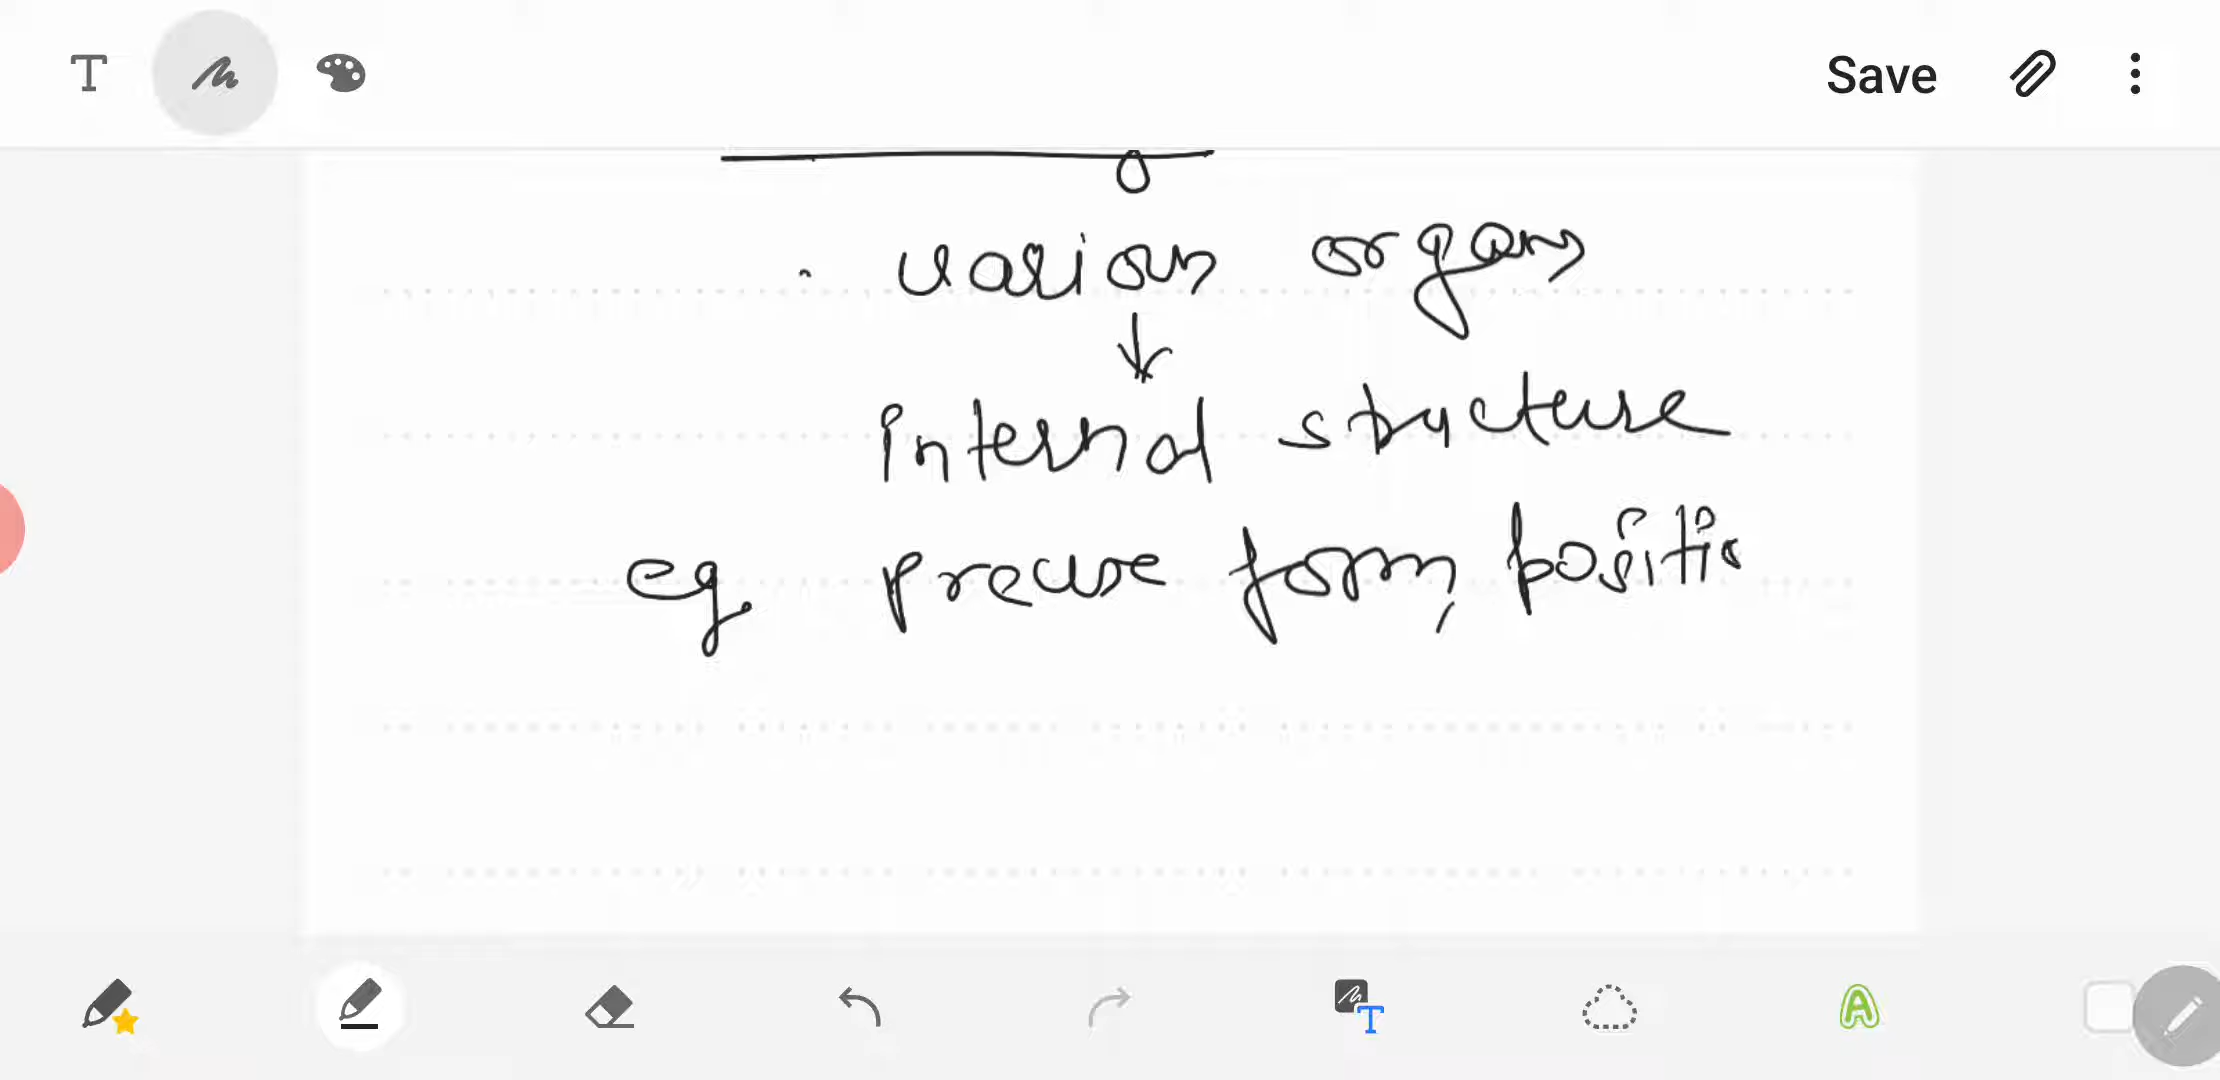 T Save
various organs
↓
internal structure
eg. precise form, positio
T
A